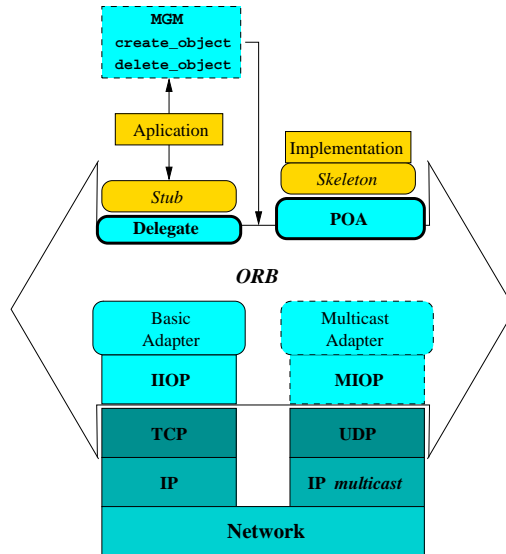 MGM
create_object
delete_object
Aplication
Implementation
Stub
Skeleton
Delegate
POA
ORB
Basic
Adapter
Multicast
Adapter
IIOP
MIOP
TCP
UDP
IP
IP multicast
Network